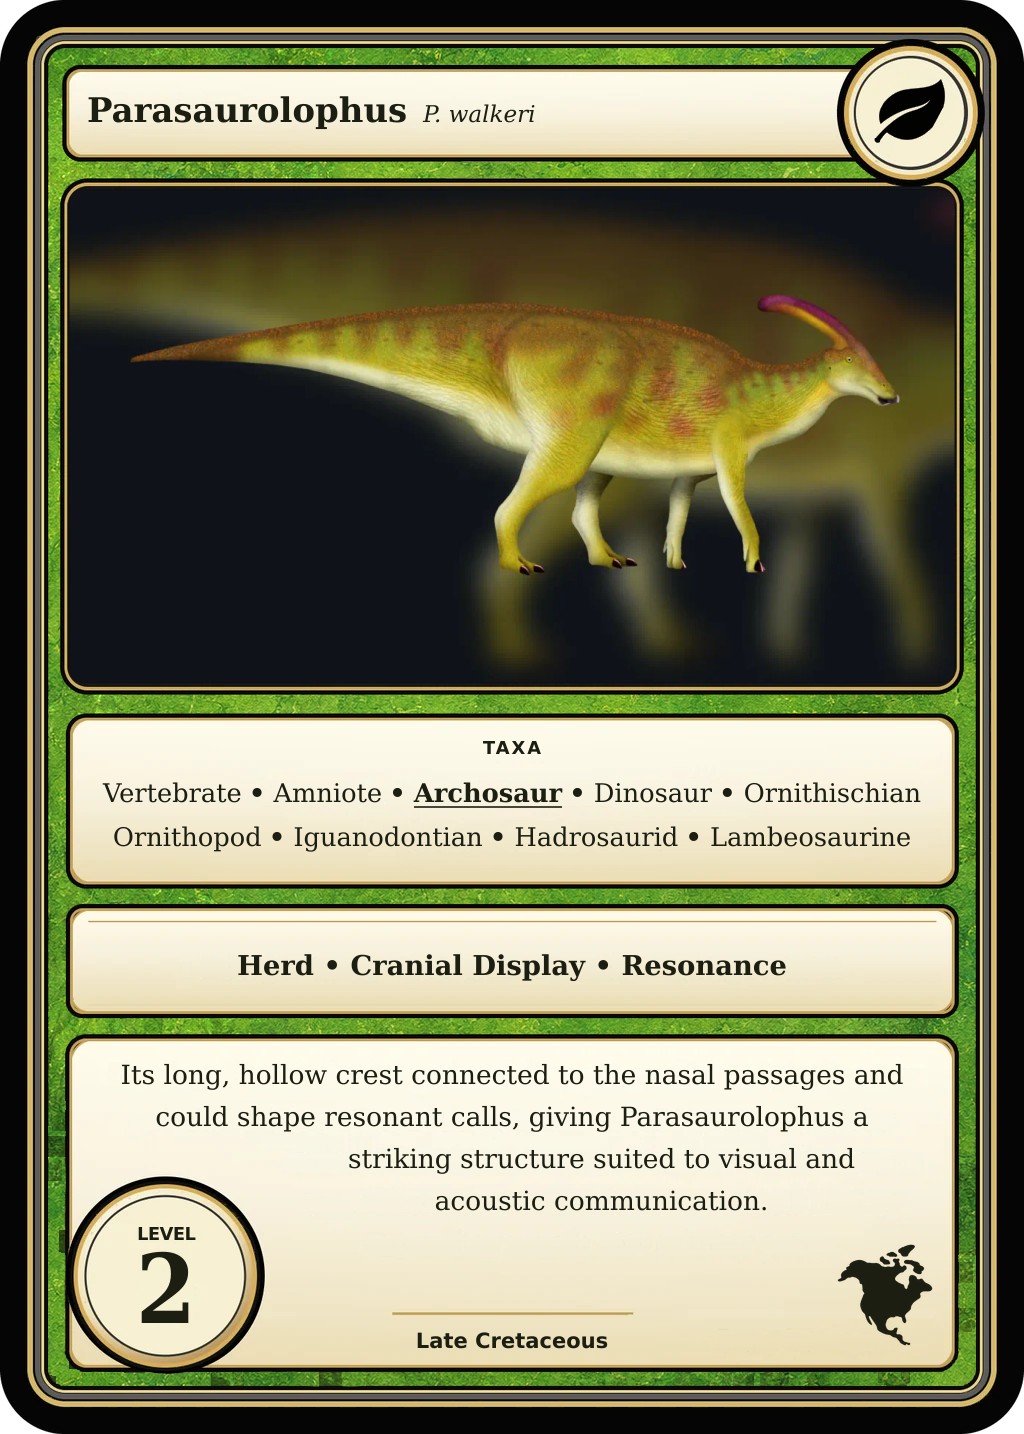 Parasaurolophus P. walkeri
TAXA
Vertebrate • Amniote • Archosaur • Dinosaur • Ornithischian
Ornithopod • Iguanodontian • Hadrosaurid • Lambeosaurine
Herd • Cranial Display • Resonance
Its long, hollow crest connected to the nasal passages and
could shape resonant calls, giving Parasaurolophus a
striking structure suited to visual and
acoustic communication.
LEVEL
2
Late Cretaceous